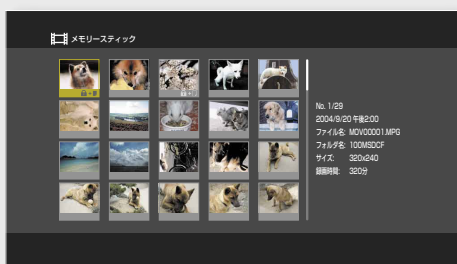 メモリースティック
No. 1/29
2004/9/20 午後2:00
ファイル名: MOV00001.MPG
フォルダ名: 100MSDCF
サイズ: 320x240
録画時間: 320分